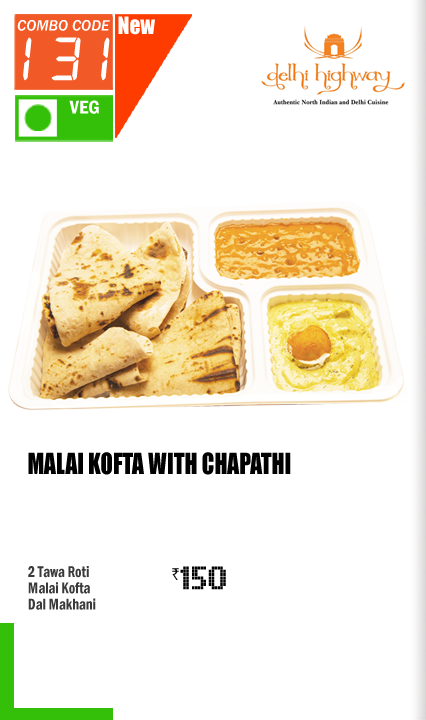 COMBO CODE
131
New
VEG
delhi highway
Authentic North Indian and Delhi Cuisine
MALAI KOFTA WITH CHAPATHI
2 Tawa Roti
Malai Kofta
Dal Makhani
₹150